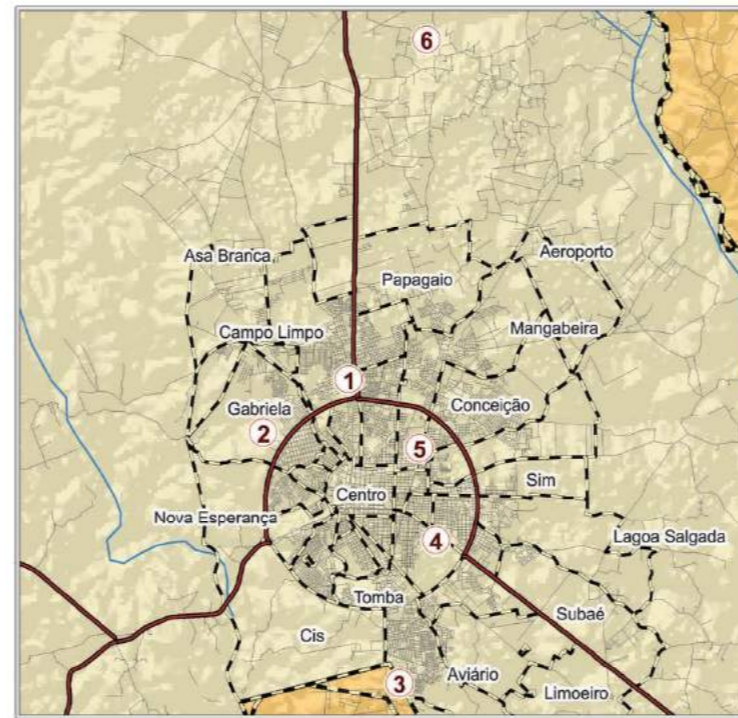 6
Asa Branca
Aeroporto
Papagaio
Campo Limpo
Mangabeira
1
Gabriela
Conceição
2
5
Sim
Centro
Nova Esperança
4
Lagoa Salgada
Tomba
Subaé
Cis
Aviário
3
Limoeiro